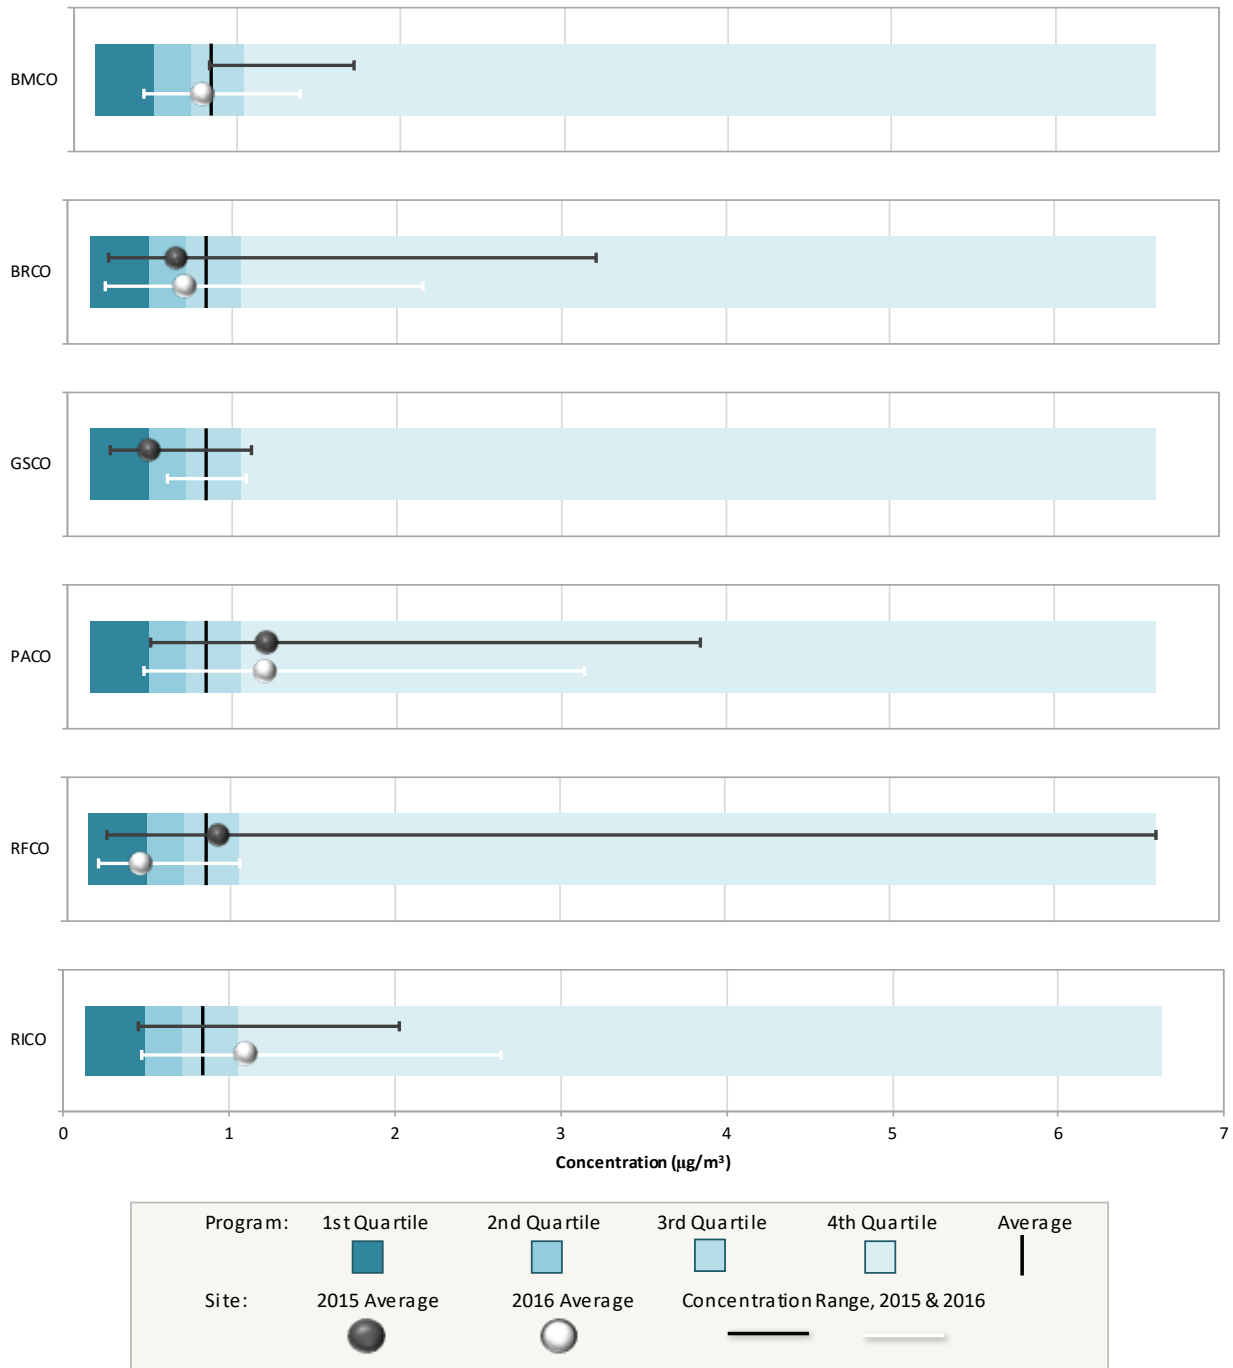 BMCO
BRCO
GSCO
PACO
RFCO
RICO
0 1 2 3 4 5 6 7
Concentration (µg/m³)
Program: 1st Quartile 2nd Quartile 3rd Quartile 4th Quartile Average
Site: 2015 Average 2016 Average Concentration Range, 2015 & 2016